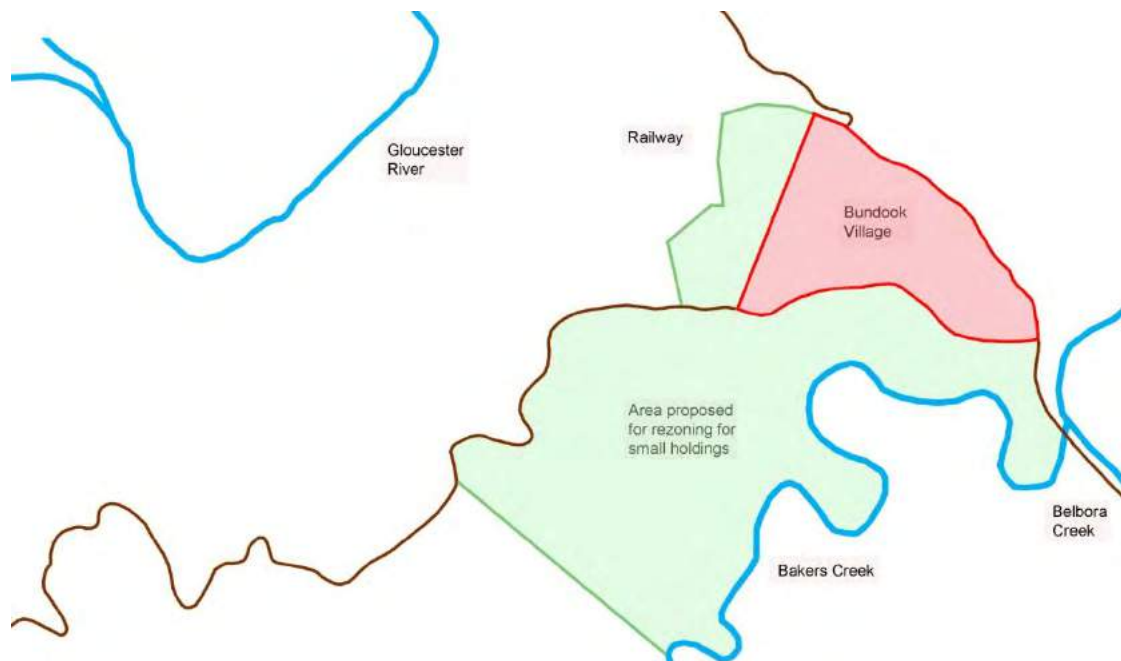 Railway
Gloucester
River
Bundook
Village
Area proposed
for rezoning for
small holdings
Belbora
Creek
Bakers Creek